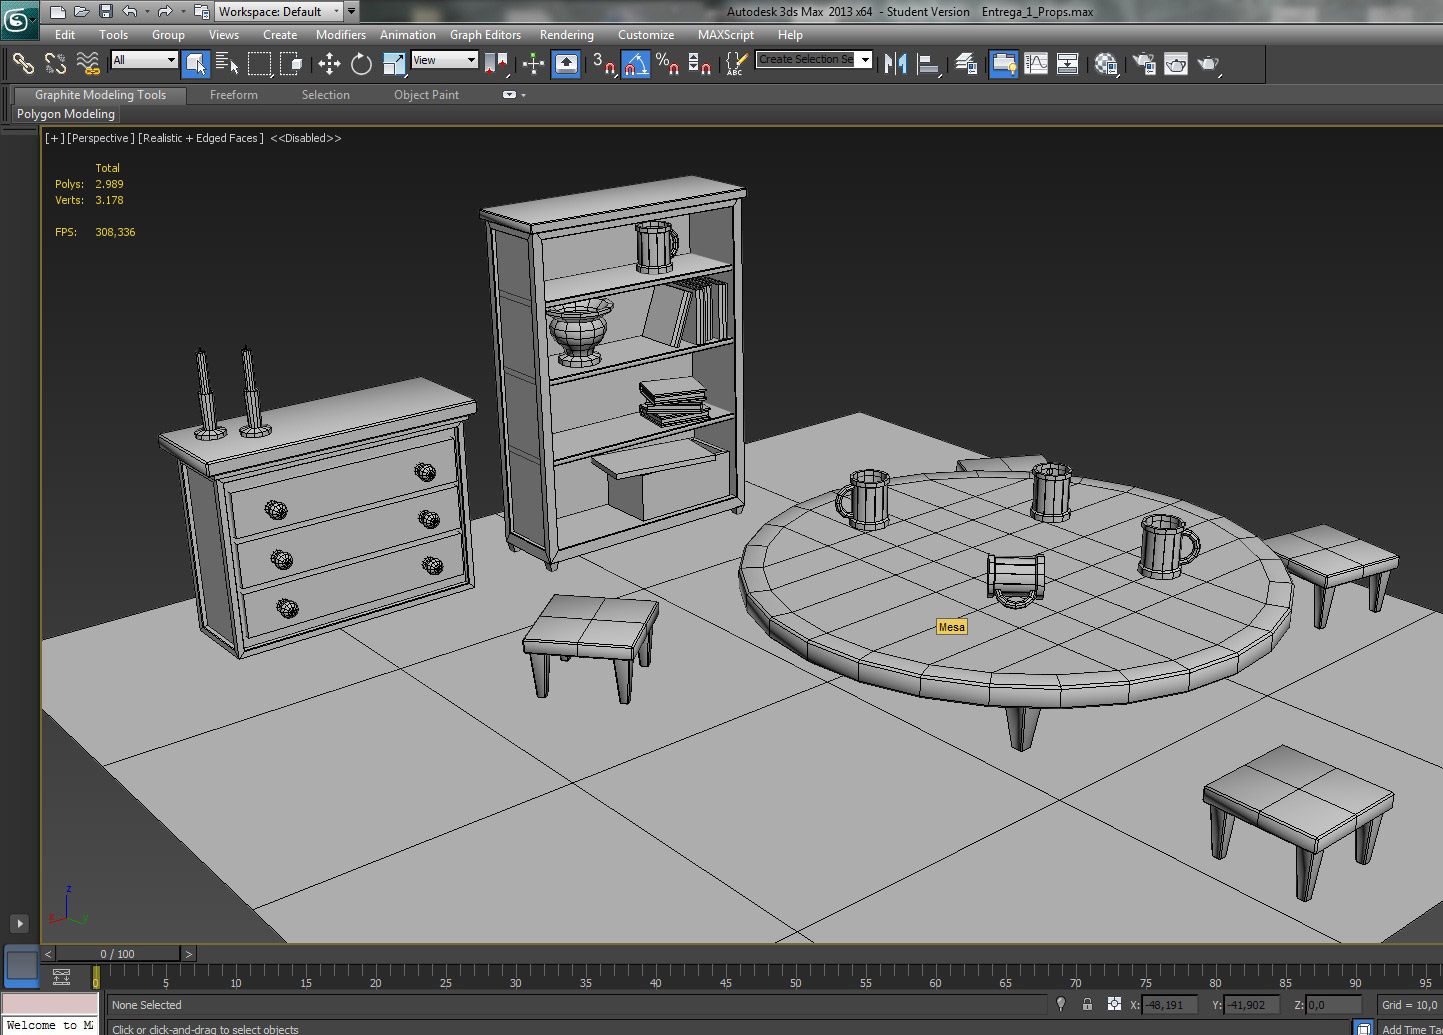 Workspace: Default
Autodesk 3ds Max 2013 x64 - Student Version Entrega_1_Props.max
Edit Tools Group Views Create Modifiers Animation Graph Editors Rendering Customize MAXScript Help
All View 3 % ABC Create Selection Se
Graphite Modeling Tools Freeform Selection Object Paint
Polygon Modeling
[+][Perspective][Realistic + Edged Faces] <<Disabled>>
Total
Polys: 2.989
Verts: 3.178
FPS: 308,336
Mesa
z
x y
< 0 / 100 >
0 5 10 15 20 25 30 35 40 45 50 55 60 65 70 75 80 85 90 95
None Selected X: -48,191 Y: -41,902 Z: 0,0 Grid = 10,0
Welcome to
Click or click-and-drag to select objects Add Time